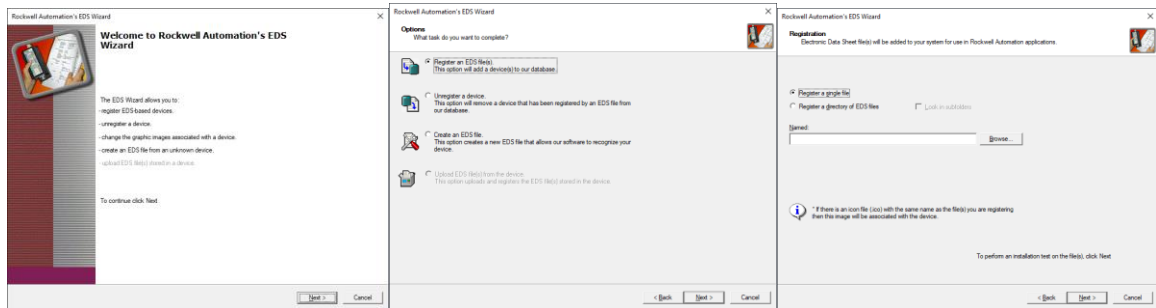 Rockwell Automation's EDS Wizard
Welcome to Rockwell Automation's EDS
Wizard
The EDS Wizard allows you to:
- register EDS-based devices.
- unregister a device.
- change the graphic images associated with a device.
- create an EDS file from an unknown device.
- upload EDS file(s) stored in a device.
To continue click Next
Next >
Cancel
Rockwell Automation's EDS Wizard
Options
What task do you want to complete?
Register an EDS file(s).
This option will add a device(s) to our database.
Unregister a device.
This option will remove a device that has been registered by an EDS file from
our database.
Create an EDS file.
This option creates a new EDS file that allows our software to recognize your
device.
Upload EDS file(s) from the device.
This option uploads and registers the EDS file(s) stored in the device.
< Back
Next >
Cancel
Rockwell Automation's EDS Wizard
Registration
Electronic Data Sheet file(s) will be added to your system for use in Rockwell Automation applications.
Register a single file
Register a directory of EDS files
Look in subfolders
Named:
Browse...
* If there is an icon file (.ico) with the same name as the file(s) you are registering
then this image will be associated with the device.
To perform an installation test on the file(s), click Next
< Back
Next >
Cancel